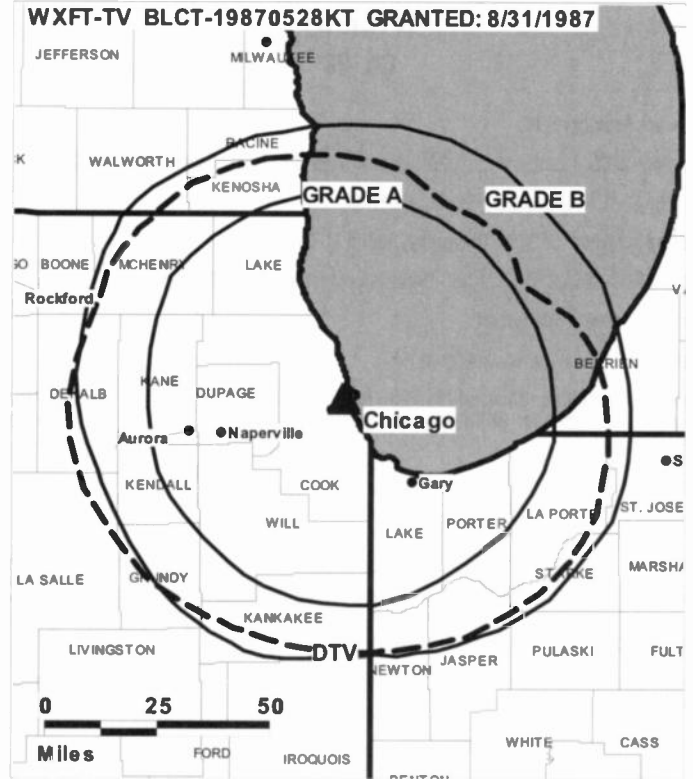 WXFT-TV BLCT-19870528KT GRANTED: 8/31/1987
JEFFERSON
MILWAUKEE
RACINE
WALWORTH
KENOSHA
GRADE A
GRADE B
BOONE
MCHENRY
LAKE
Rockford
BERRIEN
KANE
DEKALB
DUPAGE
Chicago
Aurora
Naperville
KENDALL
COOK
Gary
WILL
LAKE
PORTER
LA PORTE
ST. JOSE
LA SALLE
GRUNDY
STARKE
MARSHA
KANKAKEE
LIVINGSTON
DTV
NEWTON
JASPER
PULASKI
FULT
0 25 50
Miles
FORD
IROQUOIS
WHITE
CASS